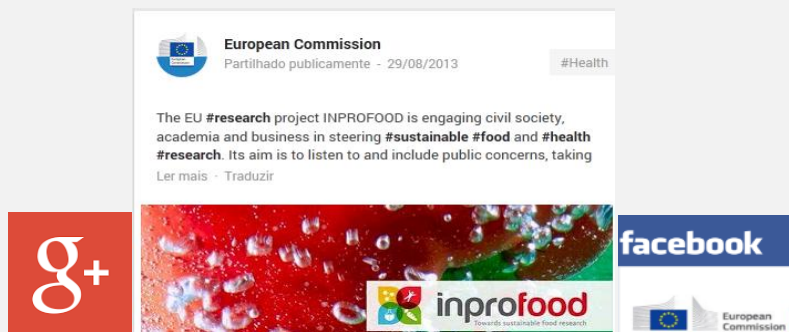 European Commission
Partilhado publicamente - 29/08/2013
#Health
The EU #research project INPROFOOD is engaging civil society,
academia and business in steering #sustainable #food and #health
#research. Its aim is to listen to and include public concerns, taking
Ler mais · Traduzir
g+
inprofood
Towards sustainable food research
facebook
European
Commission